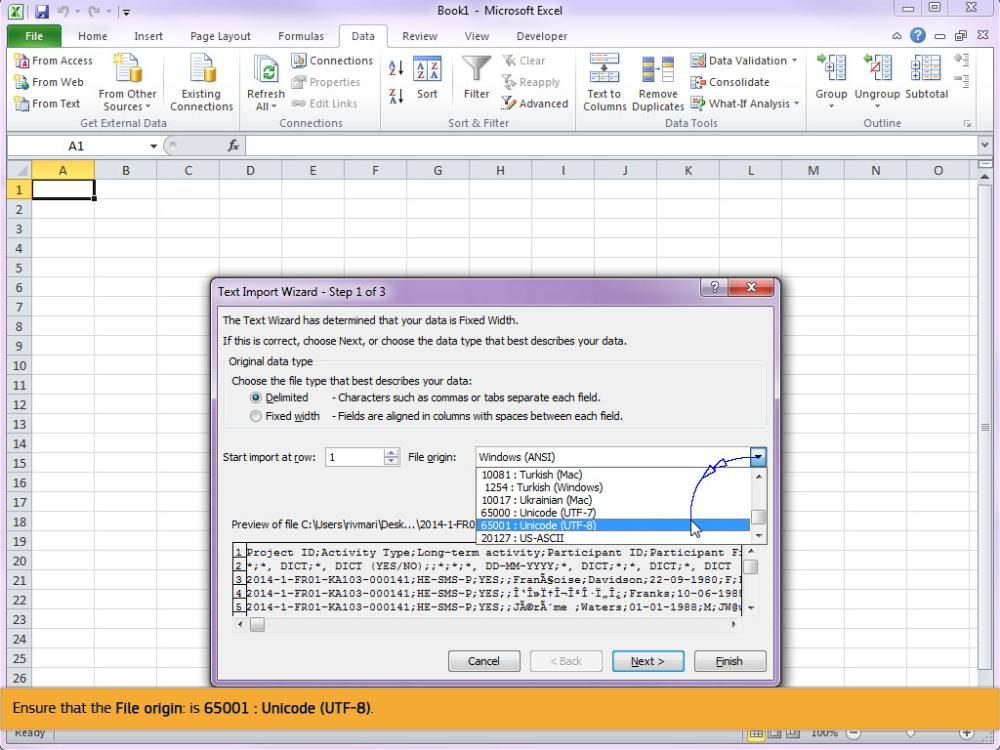 Book1 - Microsoft Excel
File Home Insert Page Layout Formulas Data Review View Developer
From Access
From Web
From Text
From Other Sources
Existing Connections
Get External Data
Refresh All
Connections
Properties
Edit Links
Connections
Sort
Filter
Clear
Reapply
Advanced
Sort & Filter
Text to Columns
Remove Duplicates
Data Validation
Consolidate
What-If Analysis
Data Tools
Group
Ungroup
Subtotal
Outline
A1 fx
A B C D E F G H I J K L M N O
1
2
3
4
5
6
7
8
9
10
11
12
13
14
15
16
17
18
19
20
21
22
23
24
25
26
Text Import Wizard - Step 1 of 3
The Text Wizard has determined that your data is Fixed Width.
If this is correct, choose Next, or choose the data type that best describes your data.
Original data type
Choose the file type that best describes your data:
Delimited - Characters such as commas or tabs separate each field.
Fixed width - Fields are aligned in columns with spaces between each field.
Start import at row: 1 File origin: Windows (ANSI)
10081 : Turkish (Mac)
1254 : Turkish (Windows)
10017 : Ukrainian (Mac)
65000 : Unicode (UTF-7)
65001 : Unicode (UTF-8)
20127 : US-ASCII
Preview of file C:\Users\rivmari\Desk...\2014-1-FR0
1 Project ID;Activity Type;Long-term activity;Participant ID;Participant Fi
2 *;*, DICT;*, DICT (YES/NO);;*;*;*, DD-MM-YYYY;*, DICT;*;*, DICT, DICT
3 2014-1-FR01-KA103-000141;HE-SMS-P;YES;;FranÃ§oise;Davidson;22-09-1980;F;
4 2014-1-FR01-KA103-000141;HE-SMS-P;YES;;Franks;10-06-198
5 2014-1-FR01-KA103-000141;HE-SMS-P;YES;;JÃ©rÃ´me ;Waters;01-01-1988;M;JW@
Cancel < Back Next > Finish
Ensure that the File origin: is 65001 : Unicode (UTF-8).
Ready 100%